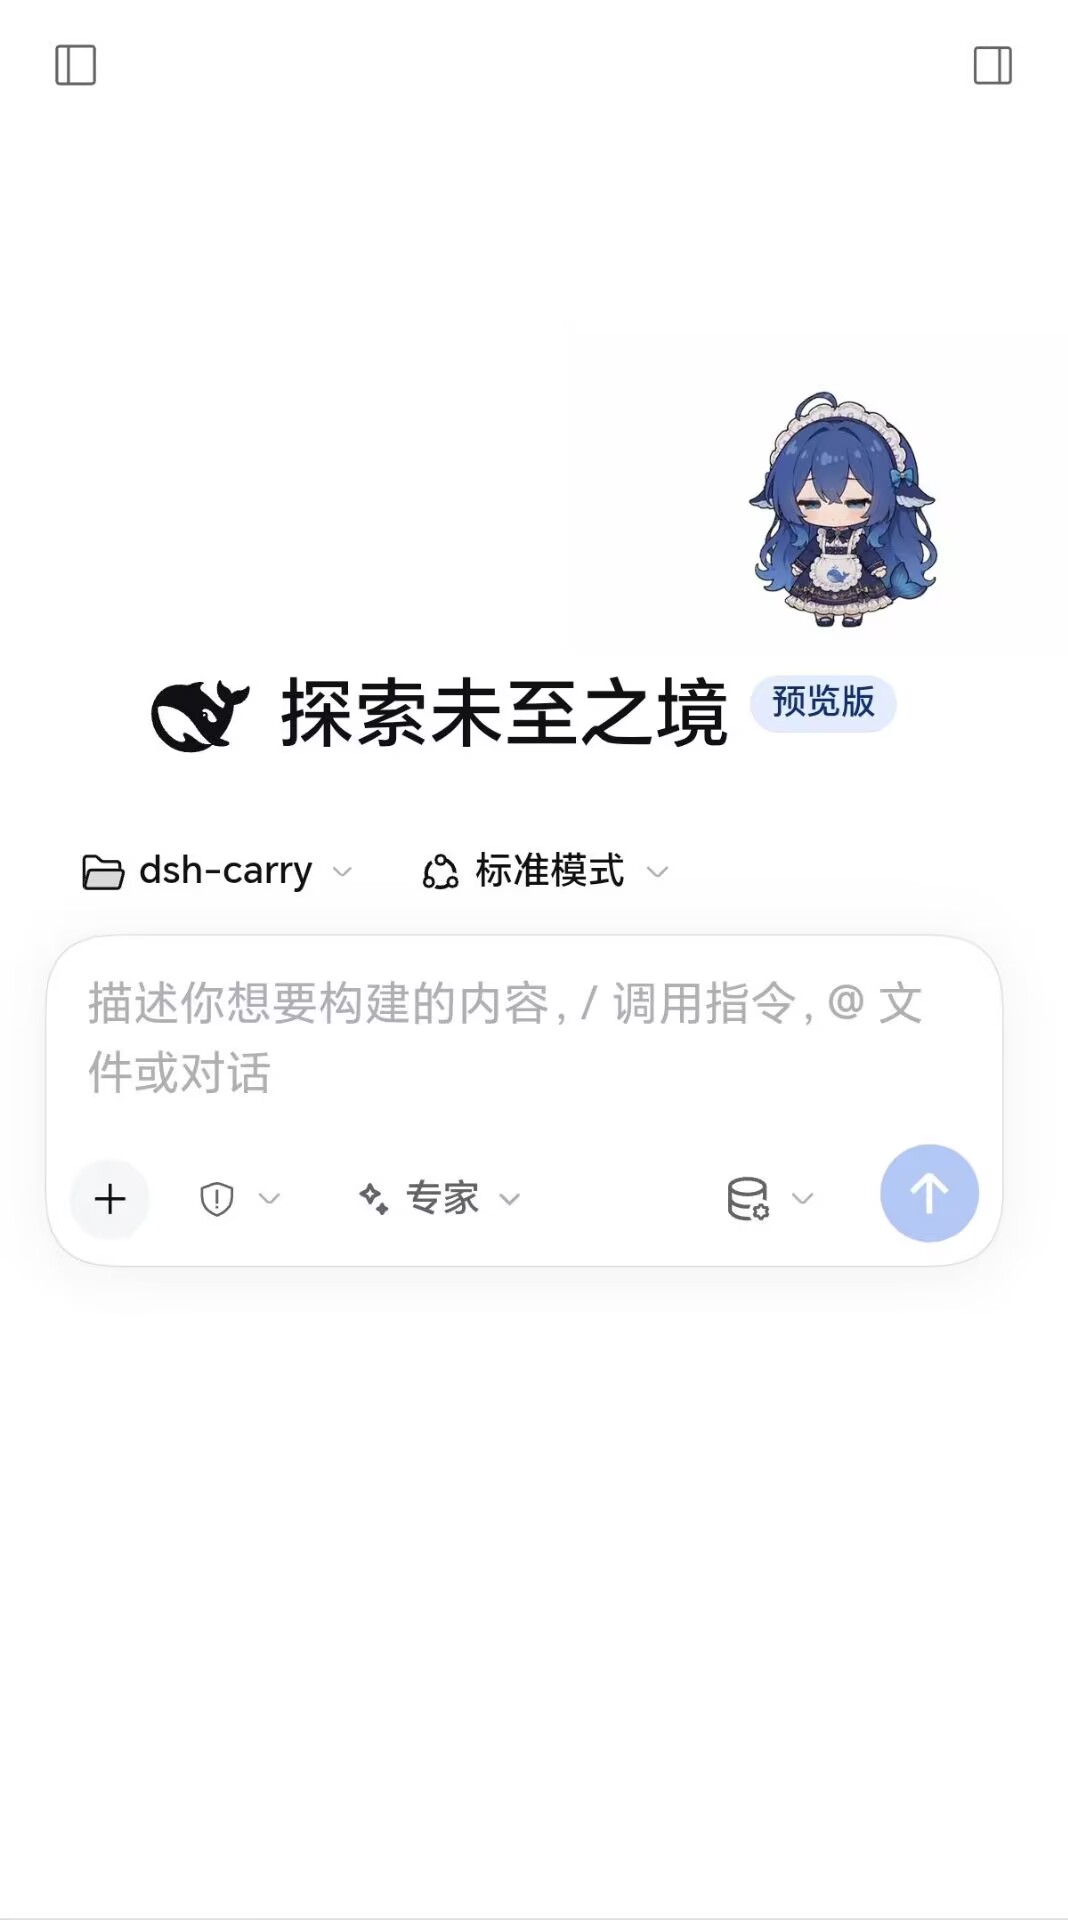 探索未至之境 预览版
dsh-carry 标准模式
描述你想要构建的内容, / 调用指令, @ 文
件或对话
专家